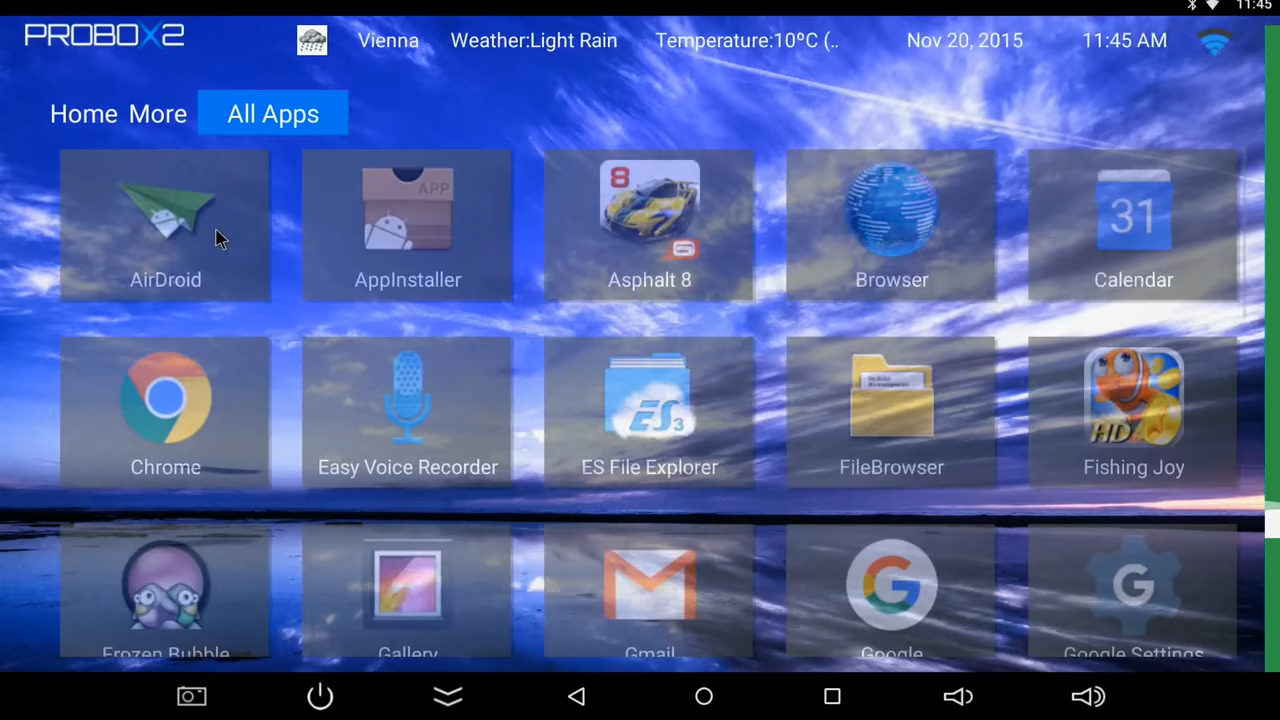 11:45
PROBOX2
Vienna Weather:Light Rain Temperature:10ºC (.. Nov 20, 2015 11:45 AM
Home More All Apps
APP
8
31
AirDroid AppInstaller Asphalt 8 Browser Calendar
ES3
HD
Chrome Easy Voice Recorder ES File Explorer FileBrowser Fishing Joy
G
Frozen Bubble Gallery Gmail Google Google Settings